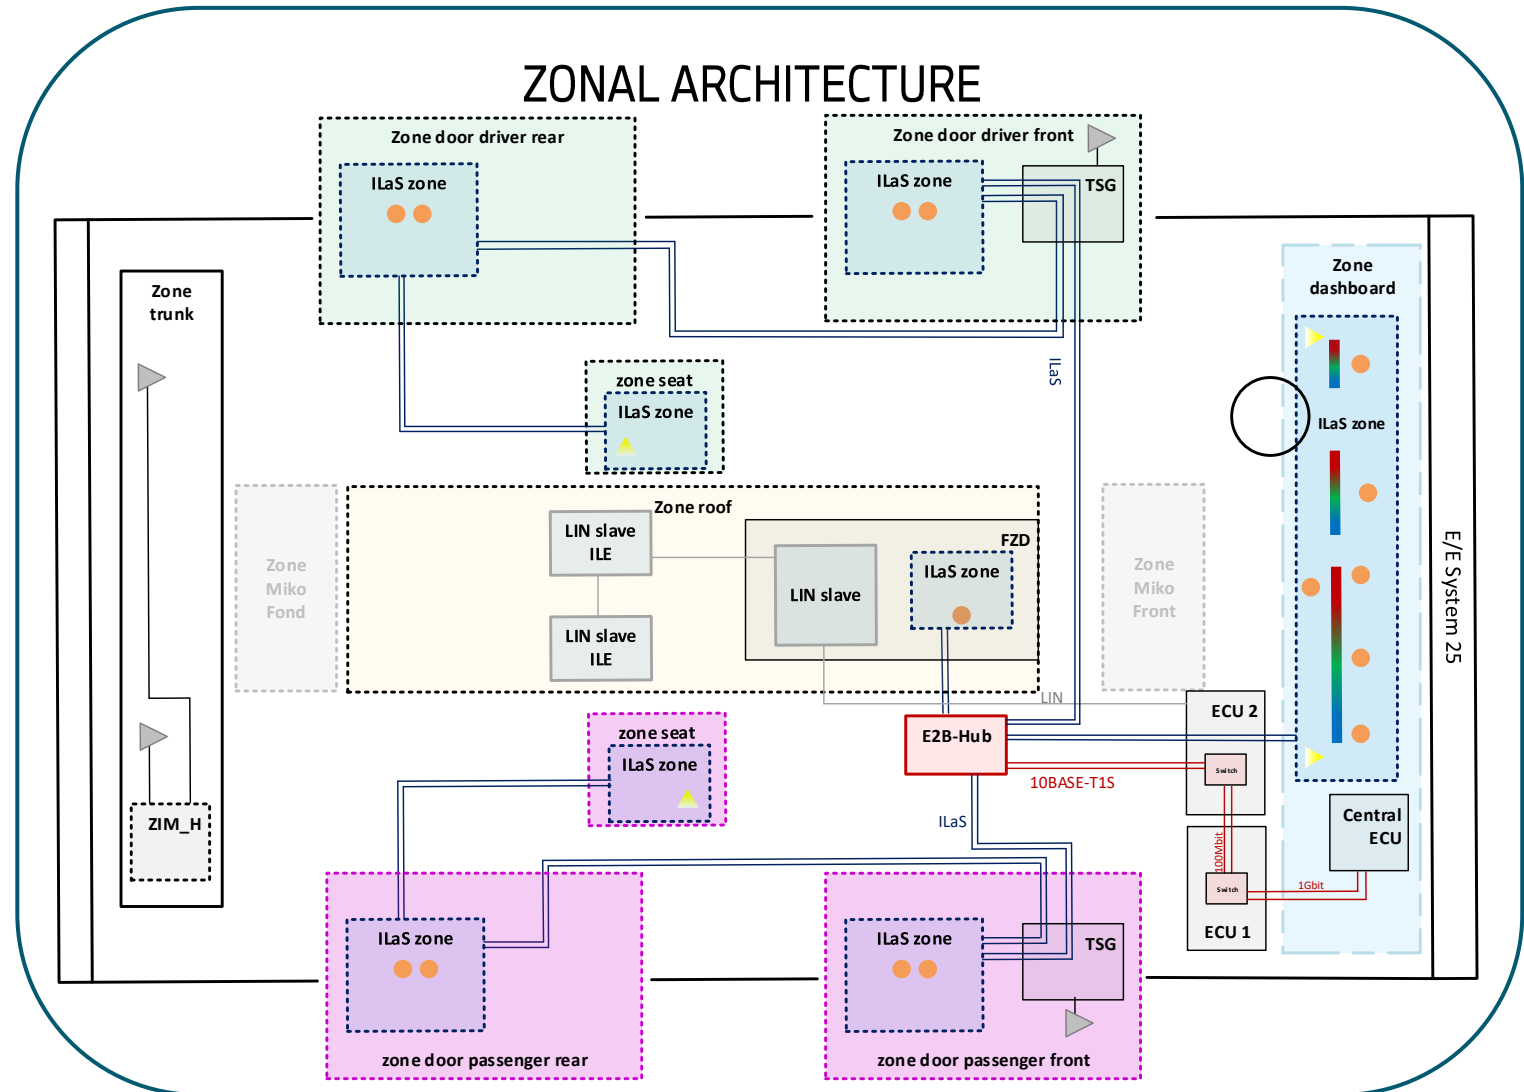 ZONAL ARCHITECTURE
Zone door driver rear
ILaS zone
Zone door driver front
ILaS zone
TSG
Zone
trunk
ZIM_H
zone seat
ILaS zone
ILaS
Zone
dashboard
ILaS zone
E/E System 25
Zone
Miko
Fond
Zone roof
LIN slave
ILE
LIN slave
ILE
FZD
LIN slave
ILaS zone
Zone
Miko
Front
LIN
ECU 2
Switch
E2B-Hub
10BASE-T1S
zone seat
ILaS zone
ILaS
100Mbit
Central
ECU
1Gbit
Switch
ECU 1
ILaS zone
zone door passenger rear
ILaS zone
TSG
zone door passenger front